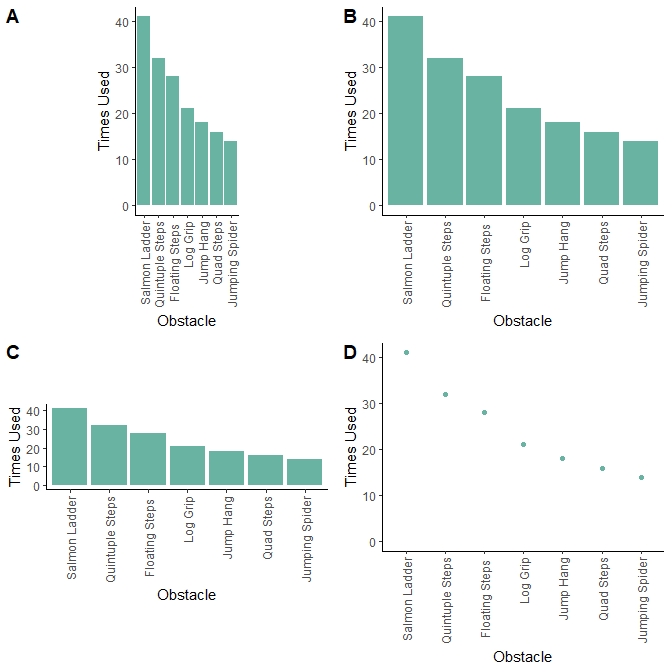 A
Times Used
40
30
20
10
0
Salmon Ladder
Quintuple Steps
Floating Steps
Log Grip
Jump Hang
Quad Steps
Jumping Spider
Obstacle
B
Times Used
40
30
20
10
0
Salmon Ladder
Quintuple Steps
Floating Steps
Log Grip
Jump Hang
Quad Steps
Jumping Spider
Obstacle
C
Times Used
40
30
20
10
0
Salmon Ladder
Quintuple Steps
Floating Steps
Log Grip
Jump Hang
Quad Steps
Jumping Spider
Obstacle
D
Times Used
40
30
20
10
0
Salmon Ladder
Quintuple Steps
Floating Steps
Log Grip
Jump Hang
Quad Steps
Jumping Spider
Obstacle